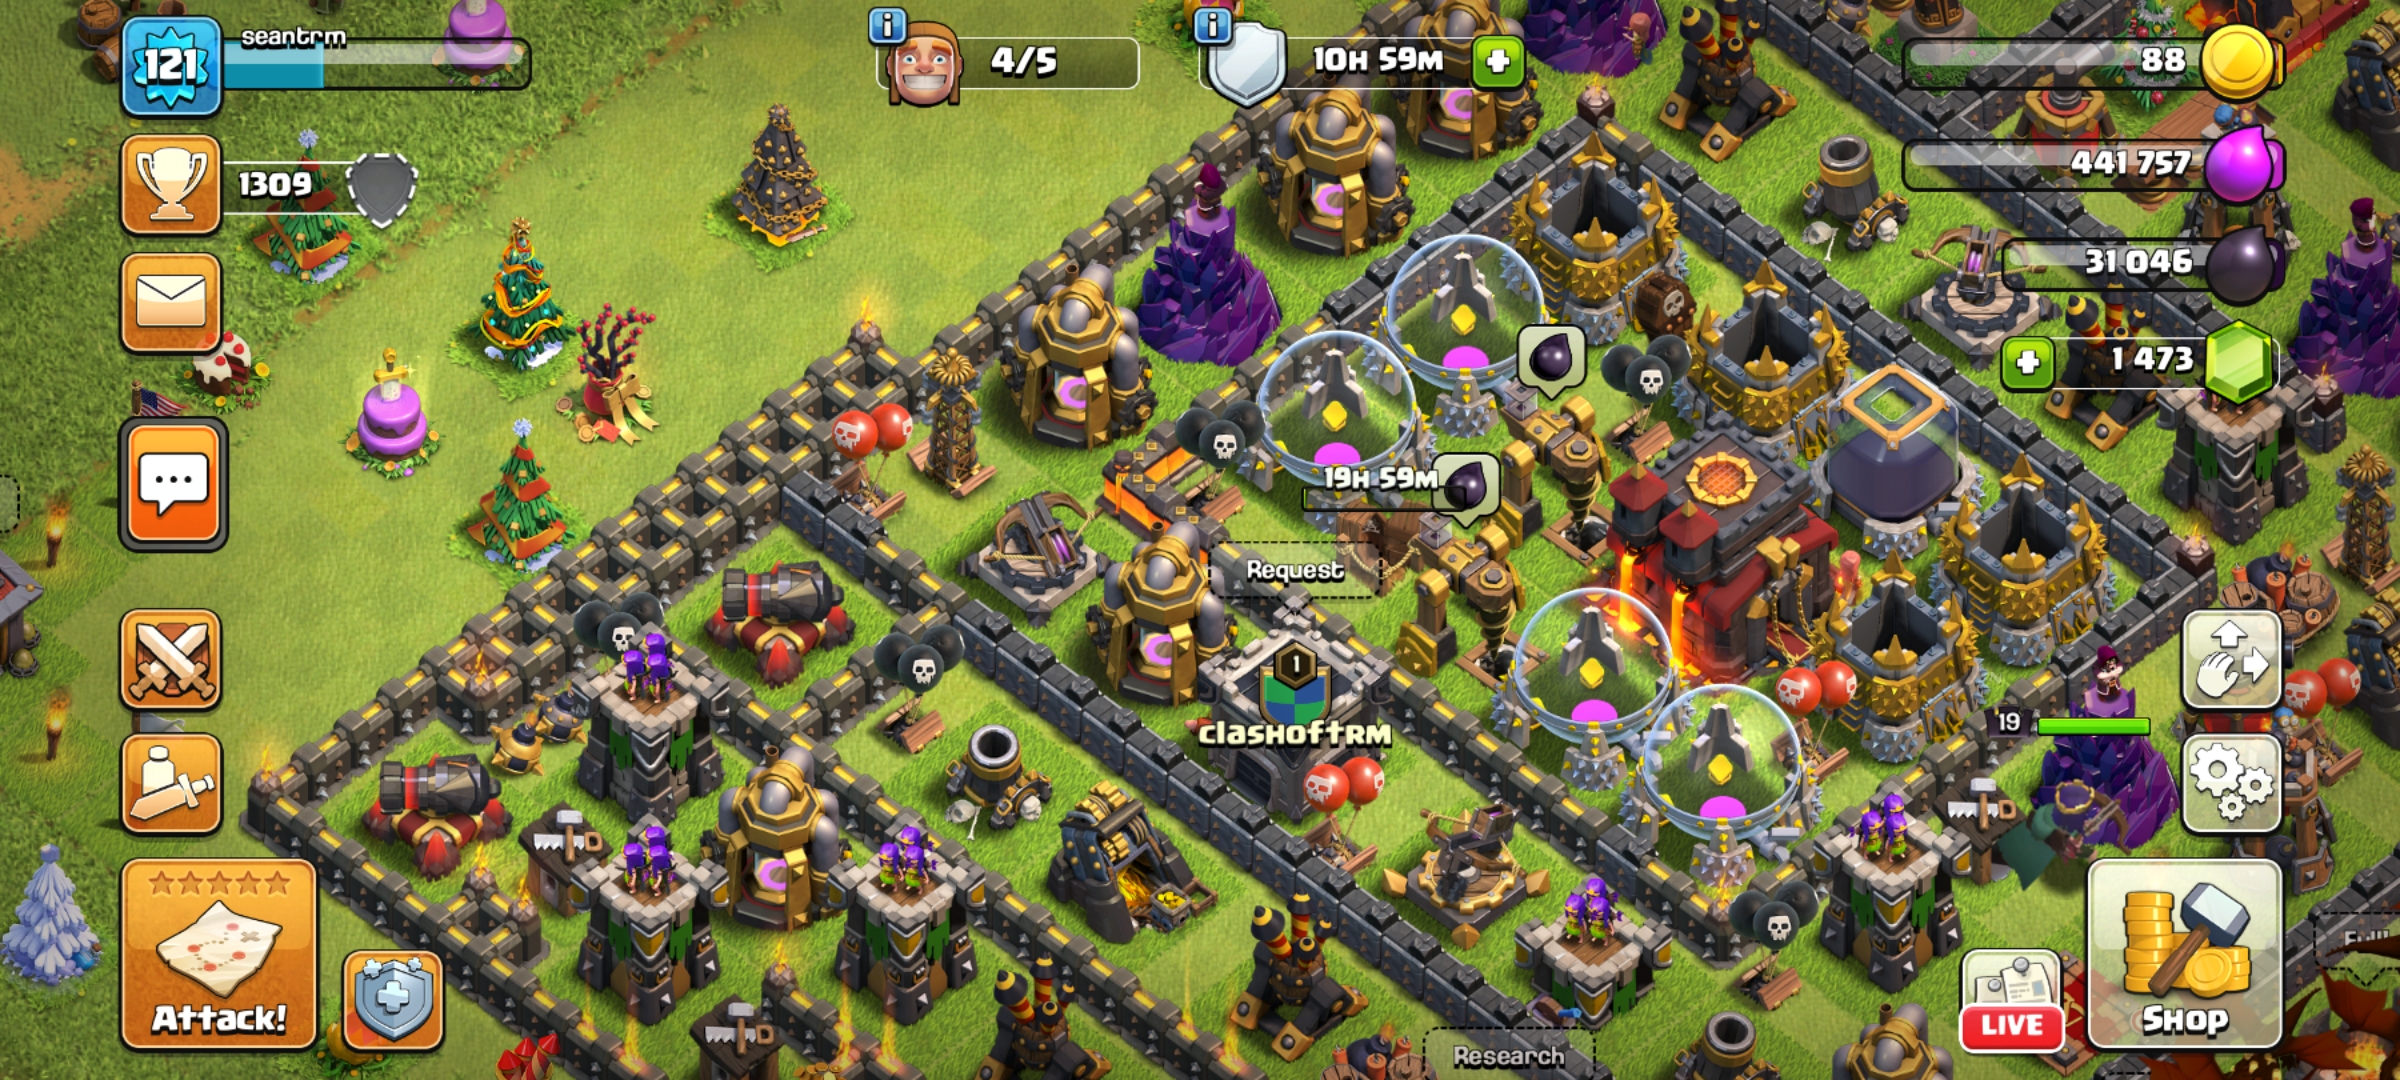 121
seantrm
4/5
10H 59M
88
1309
441 757
31 046
1 473
19H 59M
Request
1
clashoftRM
19
Attack!
Research
LIVE
Shop